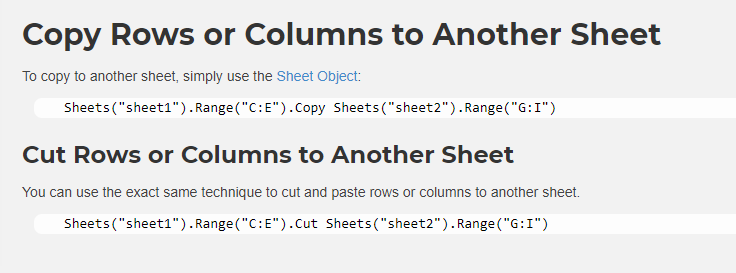 Copy Rows or Columns to Another Sheet
To copy to another sheet, simply use the Sheet Object:
Sheets("sheet1").Range("C:E").Copy Sheets("sheet2").Range("G:I")
Cut Rows or Columns to Another Sheet
You can use the exact same technique to cut and paste rows or columns to another sheet.
Sheets("sheet1").Range("C:E").Cut Sheets("sheet2").Range("G:I")